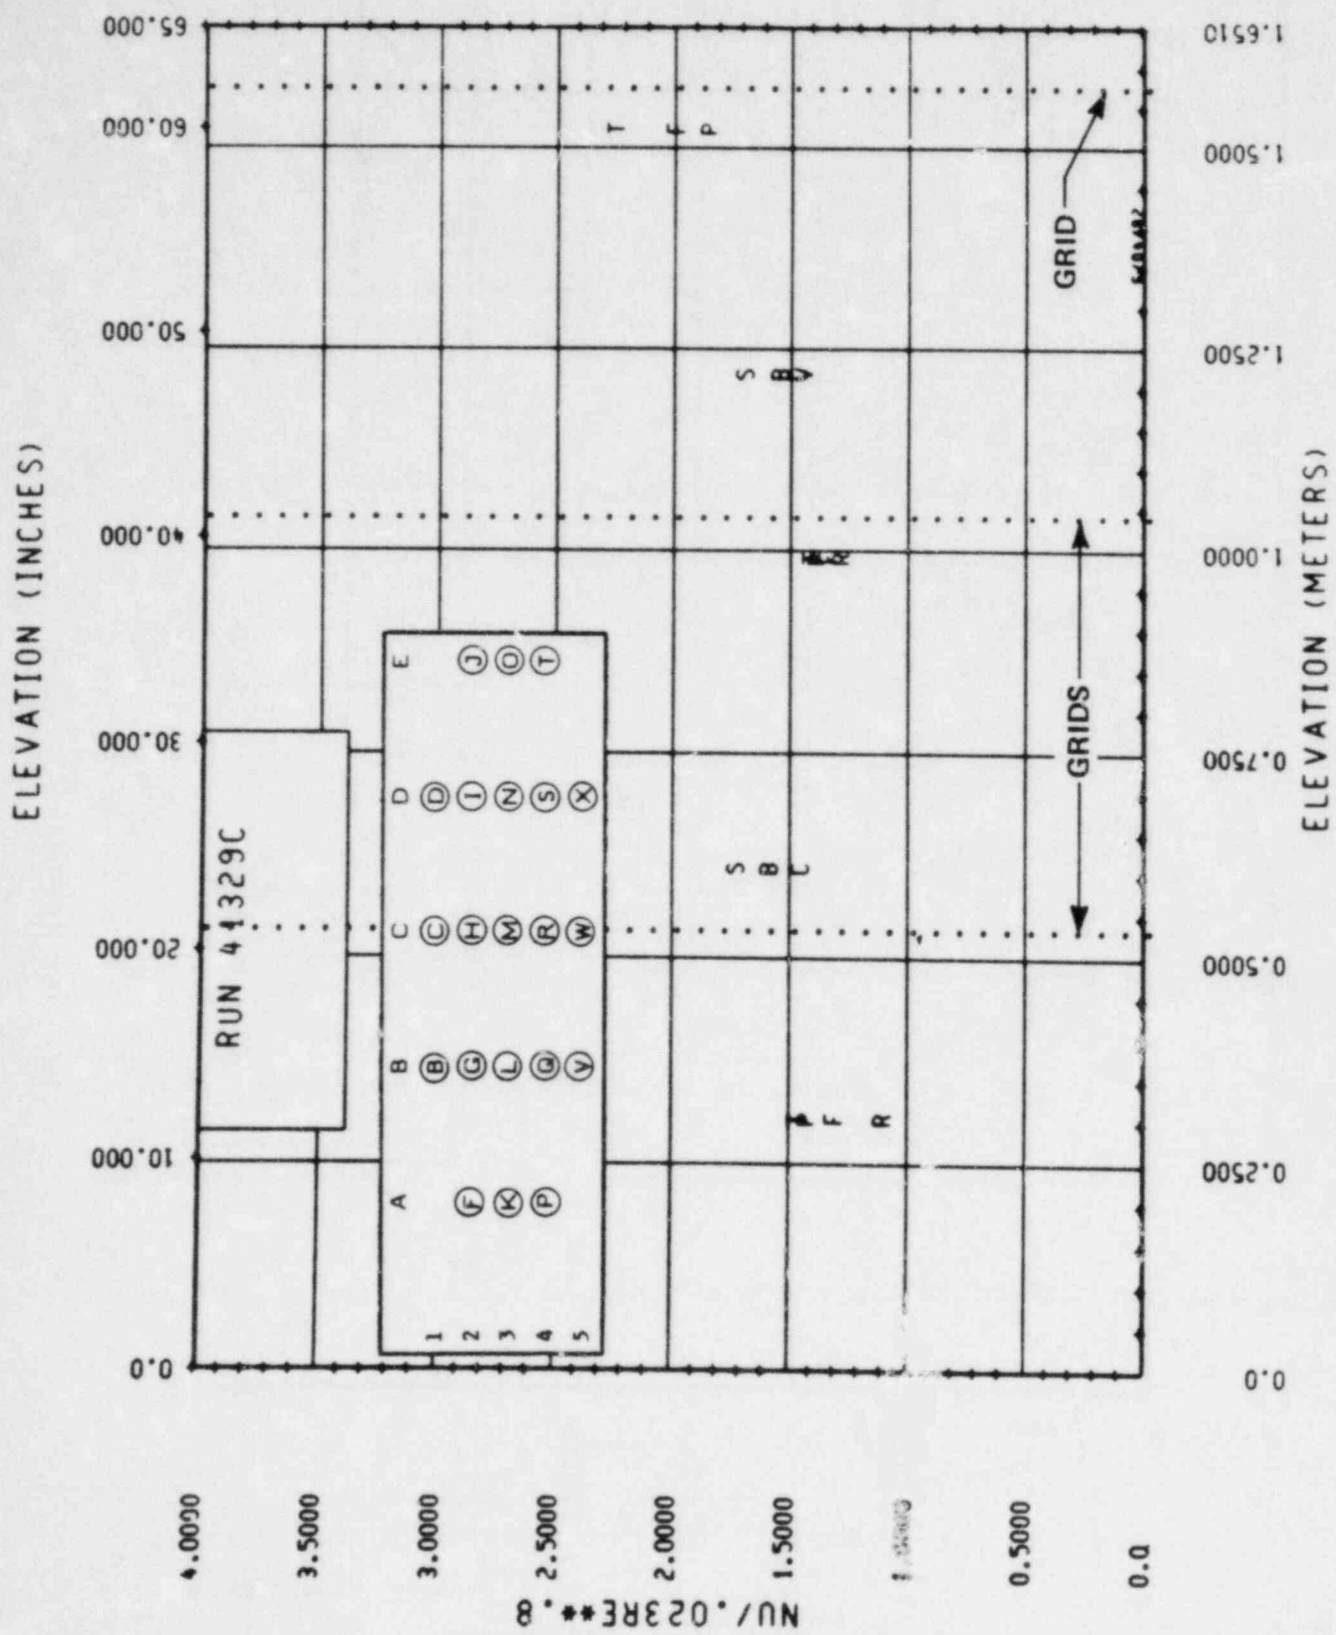 ELEVATION (INCHES)
0.0
10.000
20.000
30.000
40.000
50.000
60.000
65.000
NU/.023RE**.8
4.0000
3.5000
3.0000
2.5000
2.0000
1.5000
0.5000
0.0
RUN 41329C
A B C D E
1 B C D
2 F G H I J
3 K L M N O
4 P Q R S T
5 V W X
T F P
S B
S B C
P F R
GRID
GRIDS
0.0
0.2500
0.5000
0.7500
1.0000
1.2500
1.5000
1.6510
ELEVATION (METERS)